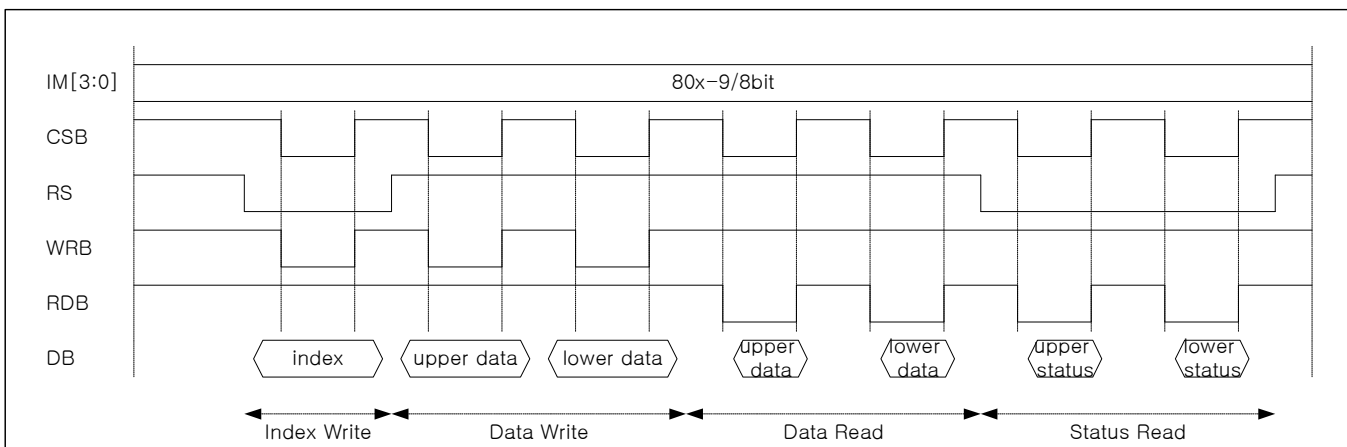 IM[3:0]
80x-9/8bit
CSB
RS
WRB
RDB
DB
index
upper data
lower data
upper
data
lower
data
upper
status
lower
status
Index Write
Data Write
Data Read
Status Read